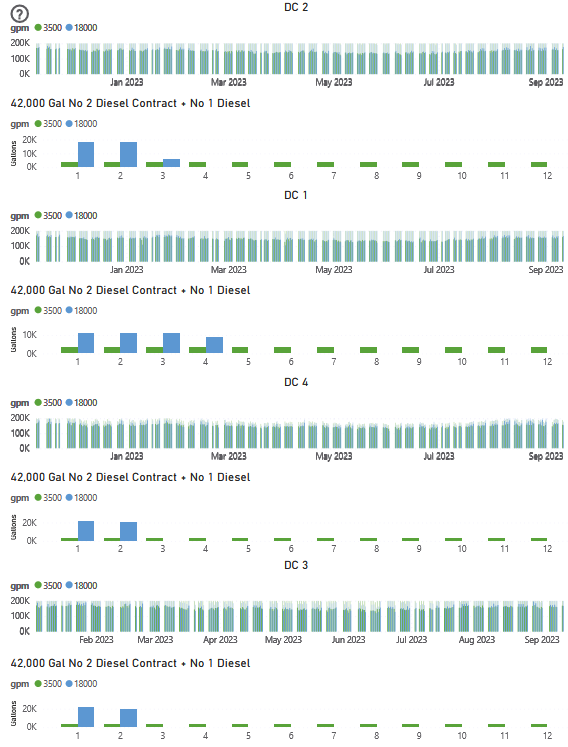 ?
DC 2
gpm 3500 18000
200K
100K
0K
Jan 2023 Mar 2023 May 2023 Jul 2023 Sep 2023
42,000 Gal No 2 Diesel Contract + No 1 Diesel
gpm 3500 18000
Gallons
20K
10K
0K
1 2 3 4 5 6 7 8 9 10 11 12
DC 1
gpm 3500 18000
200K
100K
0K
Jan 2023 Mar 2023 May 2023 Jul 2023 Sep 2023
42,000 Gal No 2 Diesel Contract + No 1 Diesel
gpm 3500 18000
Gallons
10K
0K
1 2 3 4 5 6 7 8 9 10 11 12
DC 4
gpm 3500 18000
200K
100K
0K
Jan 2023 Mar 2023 May 2023 Jul 2023 Sep 2023
42,000 Gal No 2 Diesel Contract + No 1 Diesel
gpm 3500 18000
Gallons
20K
0K
1 2 3 4 5 6 7 8 9 10 11 12
DC 3
gpm 3500 18000
200K
100K
0K
Feb 2023 Mar 2023 Apr 2023 May 2023 Jun 2023 Jul 2023 Aug 2023 Sep 2023
42,000 Gal No 2 Diesel Contract + No 1 Diesel
gpm 3500 18000
Gallons
20K
0K
1 2 3 4 5 6 7 8 9 10 11 12